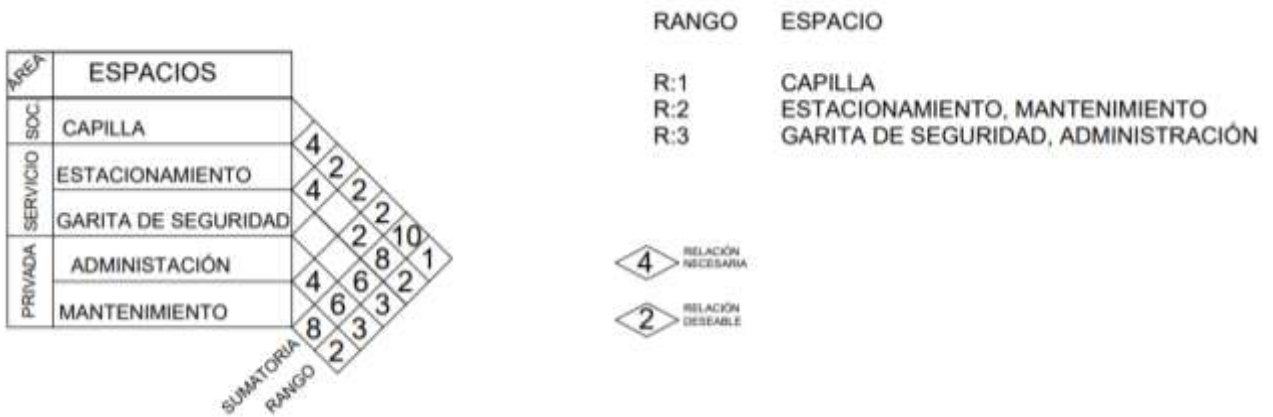 RANGO ESPACIO
AREA ESPACIOS
R:1 CAPILLA
R:2 ESTACIONAMIENTO, MANTENIMIENTO
R:3 GARITA DE SEGURIDAD, ADMINISTRACIÓN
SOC.
CAPILLA
4
2
2
2
10
1
SERVICIO
ESTACIONAMIENTO
4
2
8
2
GARITA DE SEGURIDAD
6
3
PRIVADA
ADMINISTACIÓN
4
6
3
MANTENIMIENTO
8
2
SUMATORIA
RANGO
4 RELACIÓN
NECESARIA
2 RELACIÓN
DESEABLE